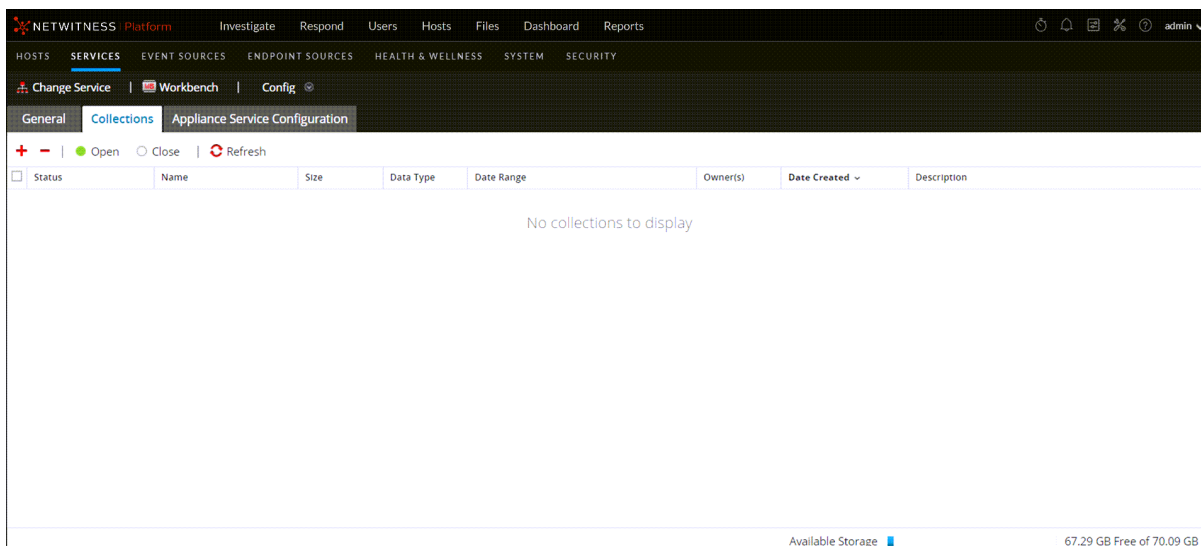 NETWITNESS Platform Investigate Respond Users Hosts Files Dashboard Reports admin
HOSTS SERVICES EVENT SOURCES ENDPOINT SOURCES HEALTH & WELLNESS SYSTEM SECURITY
Change Service | Workbench | Config
General Collections Appliance Service Configuration
Open Close | Refresh
Status Name Size Data Type Date Range Owner(s) Date Created Description
No collections to display
Available Storage 67.29 GB Free of 70.09 GB